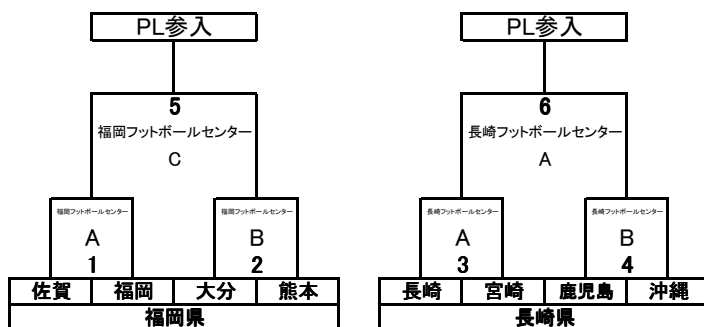 PL参入 PL参入
5 6
福岡フットボールセンター 長崎フットボールセンター
C A
福岡フットボールセンター 福岡フットボールセンター 長崎フットボールセンター 長崎フットボールセンター
A B A B
1 2 3 4
佐賀 福岡 大分 熊本 長崎 宮崎 鹿児島 沖縄
福岡県 長崎県